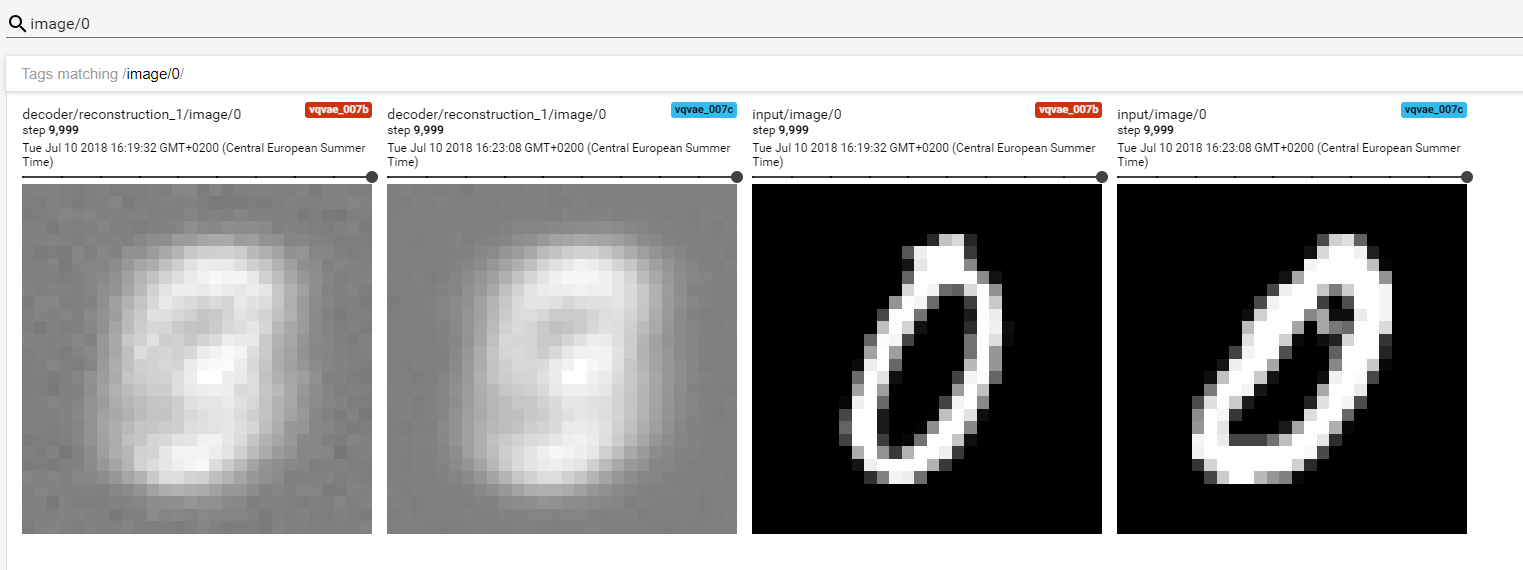 image/0
Tags matching /image/0/
decoder/reconstruction_1/image/0
vqvae_007b
step 9,999
Tue Jul 10 2018 16:19:32 GMT+0200 (Central European Summer
Time)
decoder/reconstruction_1/image/0
vqvae_007c
step 9,999
Tue Jul 10 2018 16:23:08 GMT+0200 (Central European Summer
Time)
input/image/0
vqvae_007b
step 9,999
Tue Jul 10 2018 16:19:32 GMT+0200 (Central European Summer
Time)
input/image/0
vqvae_007c
step 9,999
Tue Jul 10 2018 16:23:08 GMT+0200 (Central European Summer
Time)